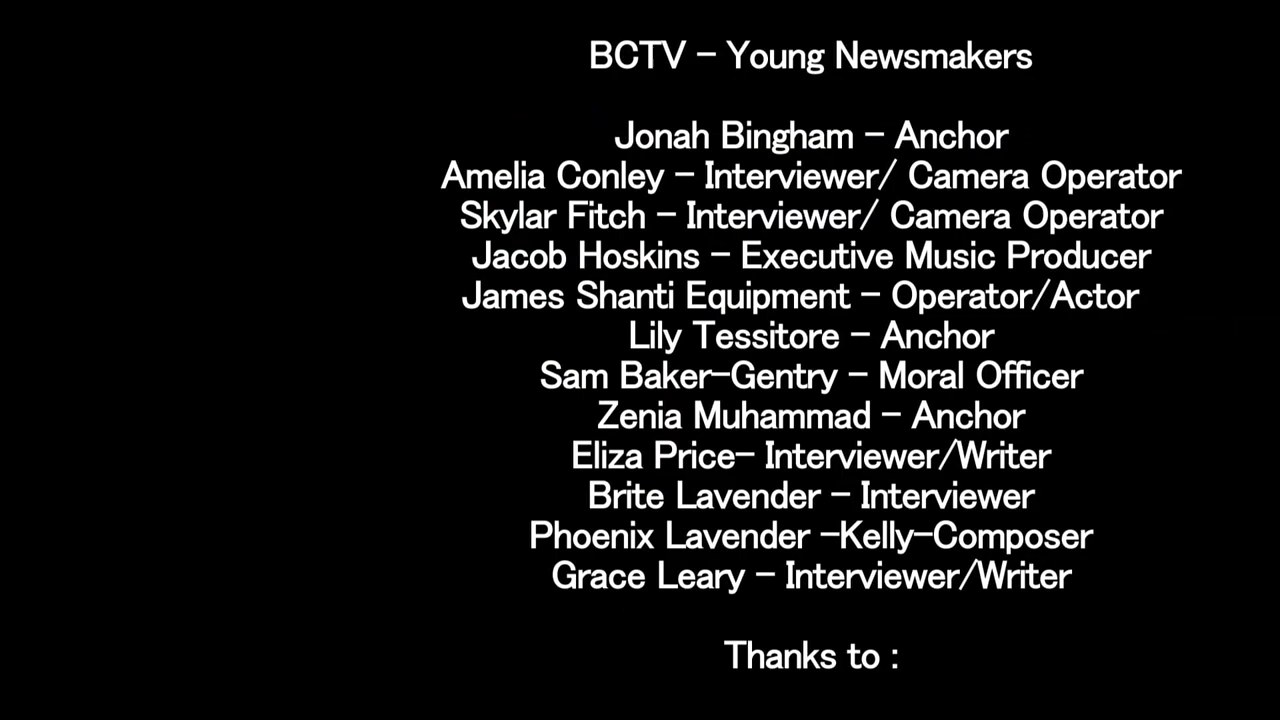 BCTV - Young Newsmakers
Jonah Bingham - Anchor
Amelia Conley - Interviewer/ Camera Operator
Skylar Fitch - Interviewer/ Camera Operator
Jacob Hoskins - Executive Music Producer
James Shanti Equipment - Operator/Actor
Lily Tessitore - Anchor
Sam Baker-Gentry - Moral Officer
Zenia Muhammad - Anchor
Eliza Price- Interviewer/Writer
Brite Lavender - Interviewer
Phoenix Lavender -Kelly-Composer
Grace Leary - Interviewer/Writer
Thanks to :